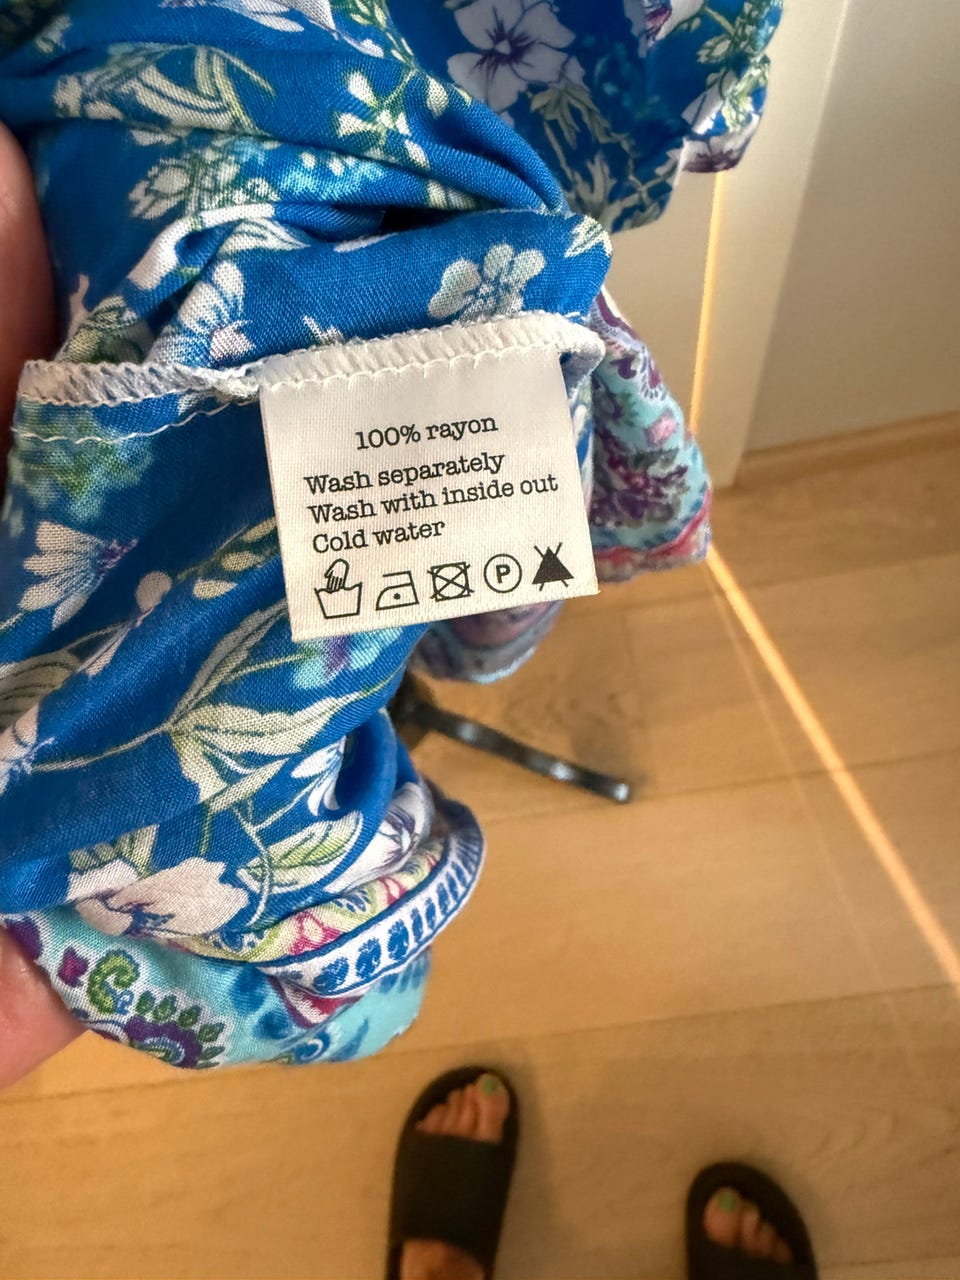 100% rayon
Wash separately
Wash with inside out
Cold water
P